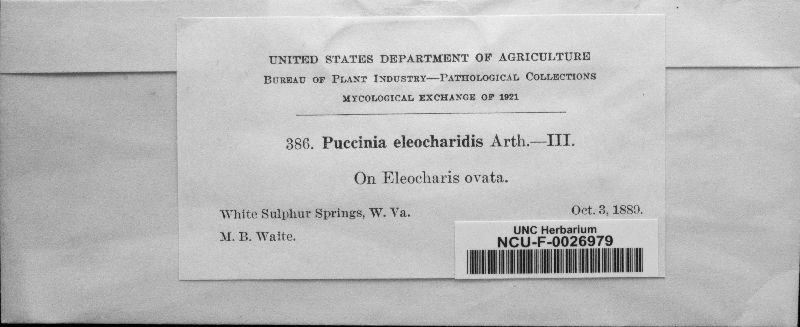 UNITED STATES DEPARTMENT OF AGRICULTURE
BUREAU OF PLANT INDUSTRY—PATHOLOGICAL COLLECTIONS
MYCOLOGICAL EXCHANGE OF 1921
386. Puccinia eleocharidis Arth.—III.
On Eleocharis ovata.
White Sulphur Springs, W. Va. Oct. 3, 1889.
M. B. Waite.
UNC Herbarium
NCU-F-0026979